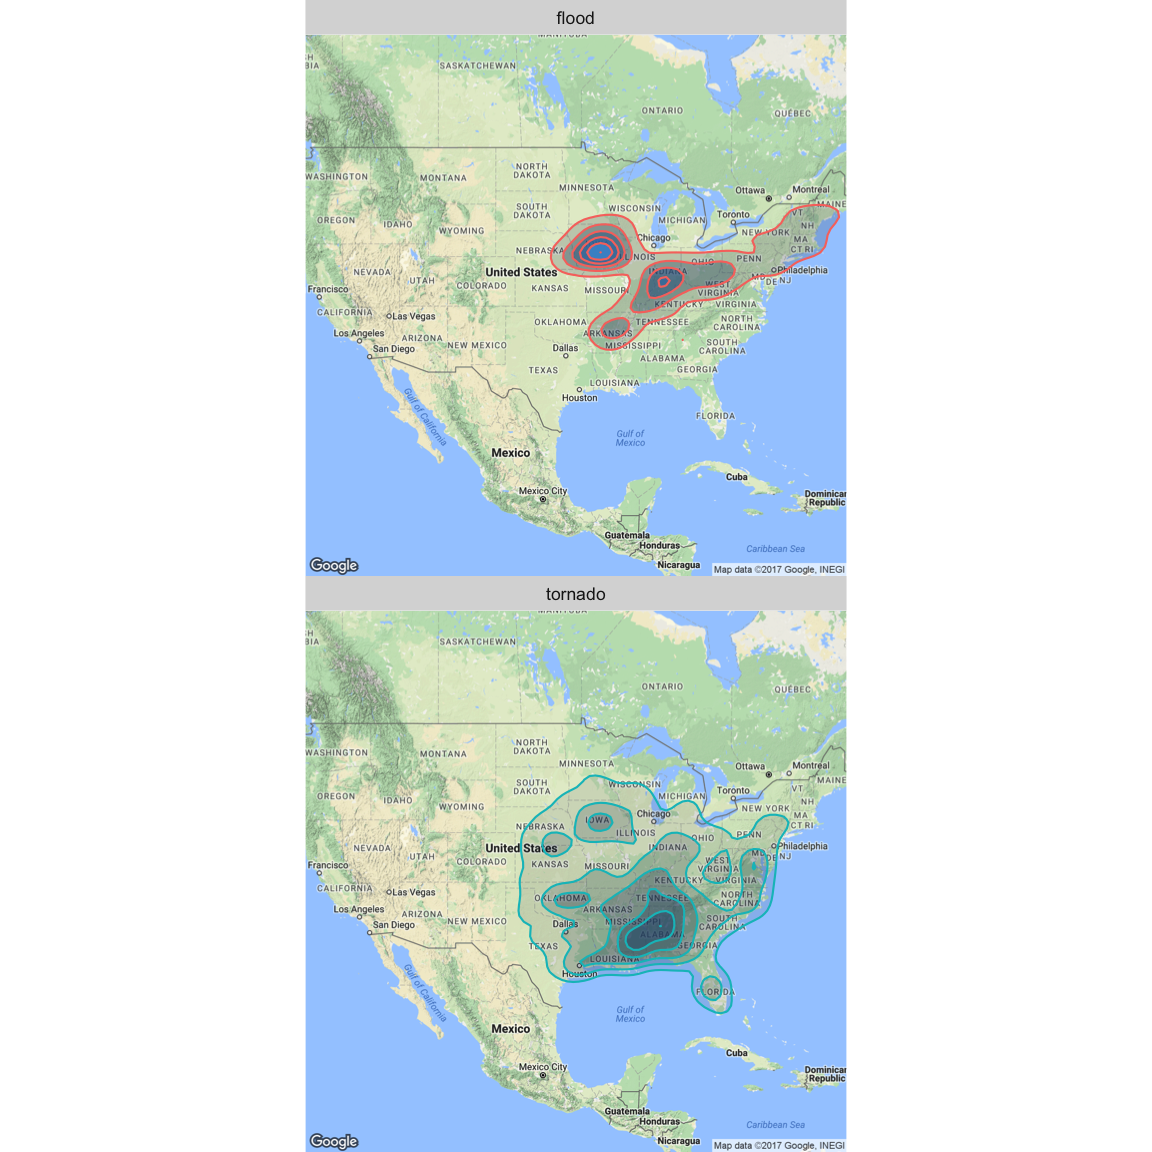 flood
MANITOBA
SASKATCHEWAN
ONTARIO
QUÉBEC
NORTH DAKOTA
WASHINGTON
MONTANA
MINNESOTA
Ottawa
Montreal
MAINE
OREGON
IDAHO
SOUTH DAKOTA
WISCONSIN
MICHIGAN
Toronto
VT
NH
WYOMING
NEW YORK
MA
CT RI
NEBRASKA
Chicago
ILLINOIS
OHIO
PENN
Philadelphia
NEVADA
UTAH
United States
COLORADO
KANSAS
MISSOURI
INDIANA
WEST VIRGINIA
MD
DE NJ
Francisco
CALIFORNIA
Las Vegas
KENTUCKY
VIRGINIA
Los Angeles
ARIZONA
NEW MEXICO
OKLAHOMA
ARKANSAS
TENNESSEE
NORTH CAROLINA
San Diego
Dallas
MISSISSIPPI
SOUTH CAROLINA
ALABAMA
GEORGIA
TEXAS
LOUISIANA
Houston
Gulf of California
FLORIDA
Gulf of Mexico
Mexico
Cuba
Mexico City
Dominican Republic
Guatemala
Honduras
Caribbean Sea
Nicaragua
Google
Map data ©2017 Google, INEGI
tornado
MANITOBA
SASKATCHEWAN
ONTARIO
QUÉBEC
NORTH DAKOTA
WASHINGTON
MONTANA
MINNESOTA
Ottawa
Montreal
MAINE
OREGON
IDAHO
SOUTH DAKOTA
WISCONSIN
MICHIGAN
Toronto
NH
WYOMING
NEW YORK
MA
CT RI
NEBRASKA
IOWA
Chicago
ILLINOIS
OHIO
PENN
Philadelphia
NEVADA
UTAH
United States
COLORADO
KANSAS
MISSOURI
INDIANA
WEST VIRGINIA
MD
DE NJ
Francisco
CALIFORNIA
Las Vegas
KENTUCKY
VIRGINIA
Los Angeles
ARIZONA
NEW MEXICO
OKLAHOMA
ARKANSAS
TENNESSEE
NORTH CAROLINA
San Diego
Dallas
MISSISSIPPI
SOUTH CAROLINA
ALABAMA
GEORGIA
TEXAS
LOUISIANA
Houston
Gulf of California
FLORIDA
Gulf of Mexico
Mexico
Cuba
Mexico City
Dominican Republic
Guatemala
Honduras
Caribbean Sea
Nicaragua
Google
Map data ©2017 Google, INEGI